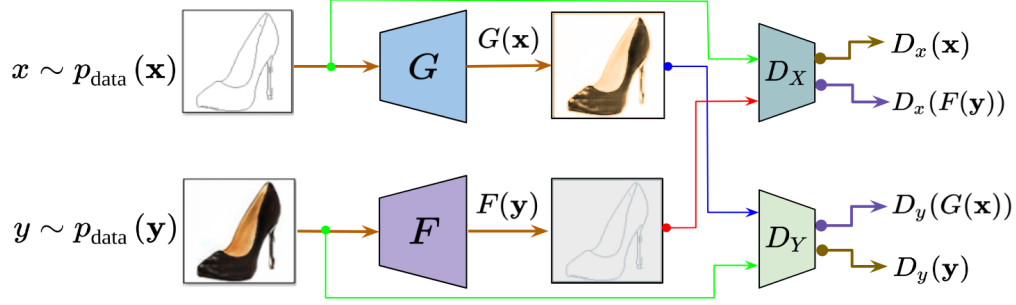 x ∼ p_data (𝐱)
G
G(𝐱)
D_X
D_x(𝐱)
D_x(F(𝐲))
y ∼ p_data (𝐲)
F
F(𝐲)
D_Y
D_y(G(𝐱))
D_y(𝐲)